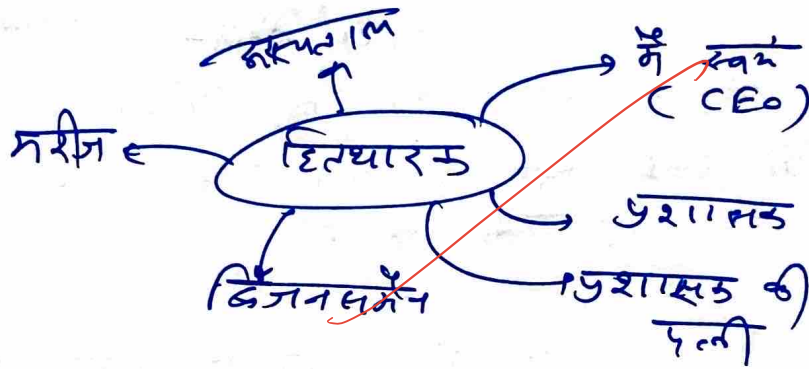 अस्पताल
मैं स्वयं
( CEO )
मरीज
हितधारक
प्रशासक
बिजनसमैन
प्रशासक की
पत्नी